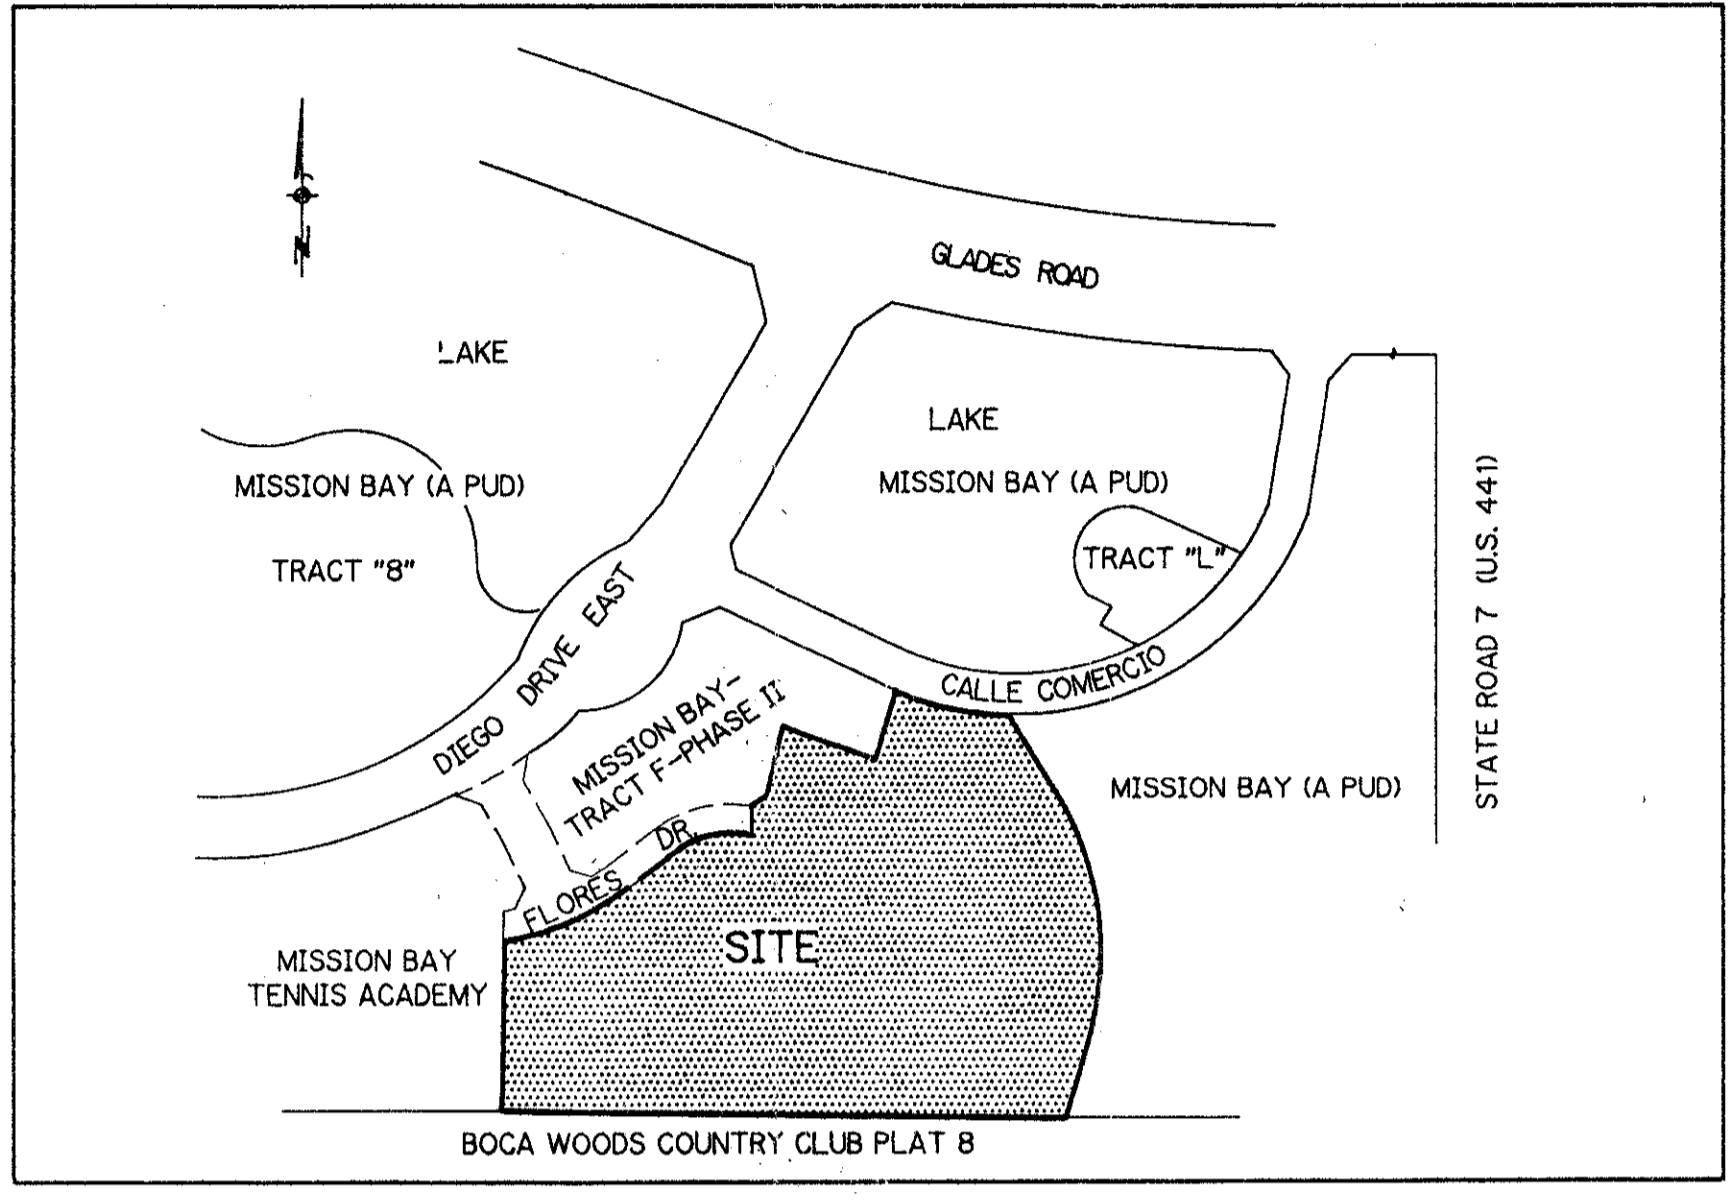 GLADES ROAD
N
LAKE
LAKE
MISSION BAY (A PUD)
MISSION BAY (A PUD)
STATE ROAD 7 (U.S. 441)
TRACT "8"
TRACT "L"
DIEGO DRIVE EAST
CALLE COMERCIO
MISSION BAY-
TRACT F-PHASE II
MISSION BAY (A PUD)
FLORES DR.
SITE
MISSION BAY
TENNIS ACADEMY
BOCA WOODS COUNTRY CLUB PLAT 8